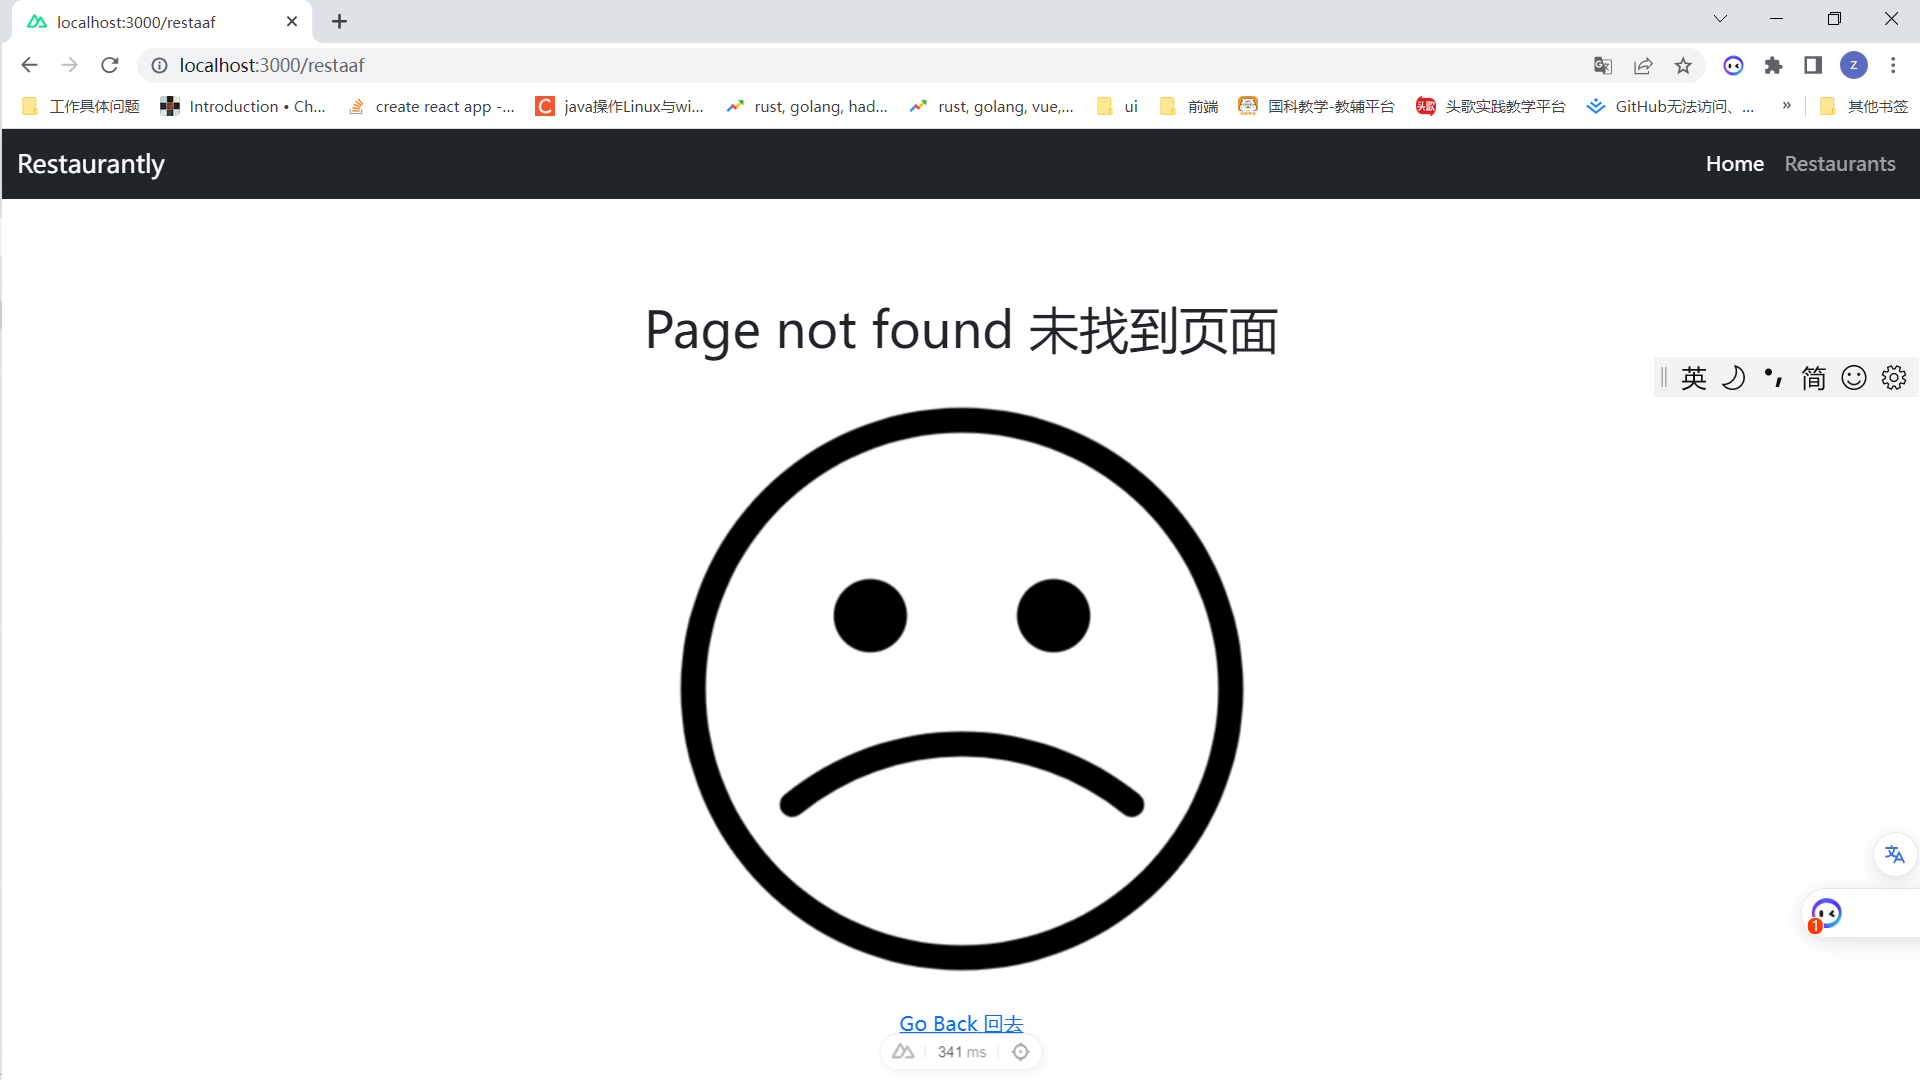 localhost:3000/restaaf
localhost:3000/restaaf
z
工作具体问题 Introduction • Ch... create react app -... java操作Linux与wi... rust, golang, had... rust, golang, vue,... ui 前端 国科教学-教辅平台 头歌 头歌实践教学平台 GitHub无法访问、... » 其他书签
Restaurantly Home Restaurants
Page not found 未找到页面
英 简
1
Go Back 回去
341 ms